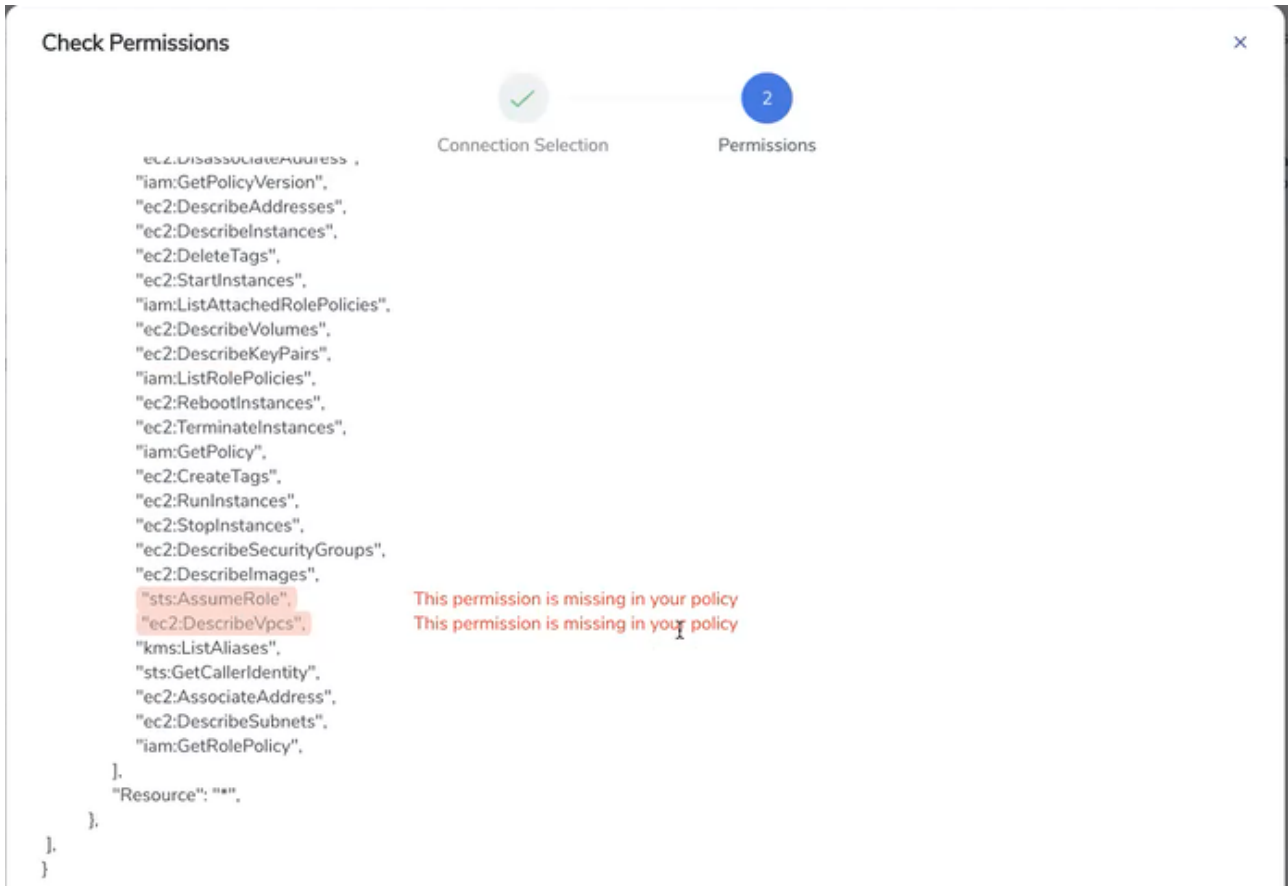 Check Permissions
×
2
Connection Selection
Permissions
"ec2:DisassociateAddress",
"iam:GetPolicyVersion",
"ec2:DescribeAddresses",
"ec2:DescribeInstances",
"ec2:DeleteTags",
"ec2:StartInstances",
"iam:ListAttachedRolePolicies",
"ec2:DescribeVolumes",
"ec2:DescribeKeyPairs",
"iam:ListRolePolicies",
"ec2:RebootInstances",
"ec2:TerminateInstances",
"iam:GetPolicy",
"ec2:CreateTags",
"ec2:RunInstances",
"ec2:StopInstances",
"ec2:DescribeSecurityGroups",
"ec2:DescribeImages",
"sts:AssumeRole", This permission is missing in your policy
"ec2:DescribeVpcs", This permission is missing in your policy
"kms:ListAliases",
"sts:GetCallerIdentity",
"ec2:AssociateAddress",
"ec2:DescribeSubnets",
"iam:GetRolePolicy",
],
"Resource": "*",
},
],
}